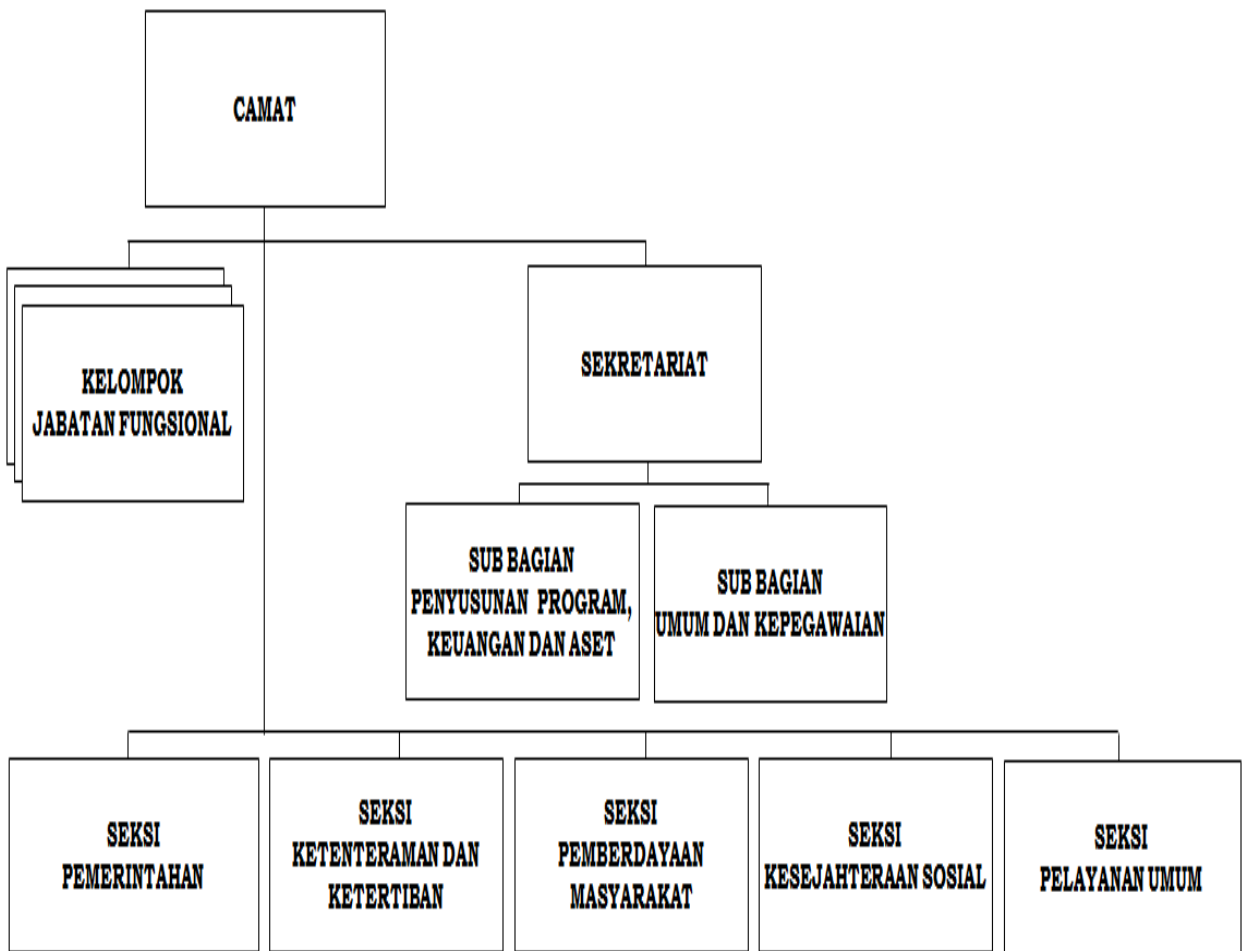 CAMAT
KELOMPOK
JABATAN FUNGSIONAL
SEKRETARIAT
SUB BAGIAN
PENYUSUNAN PROGRAM,
KEUANGAN DAN ASET
SUB BAGIAN
UMUM DAN KEPEGAWAIAN
SEKSI
PEMERINTAHAN
SEKSI
KETENTERAMAN DAN
KETERTIBAN
SEKSI
PEMBERDAYAAN
MASYARAKAT
SEKSI
KESEJAHTERAAN SOSIAL
SEKSI
PELAYANAN UMUM